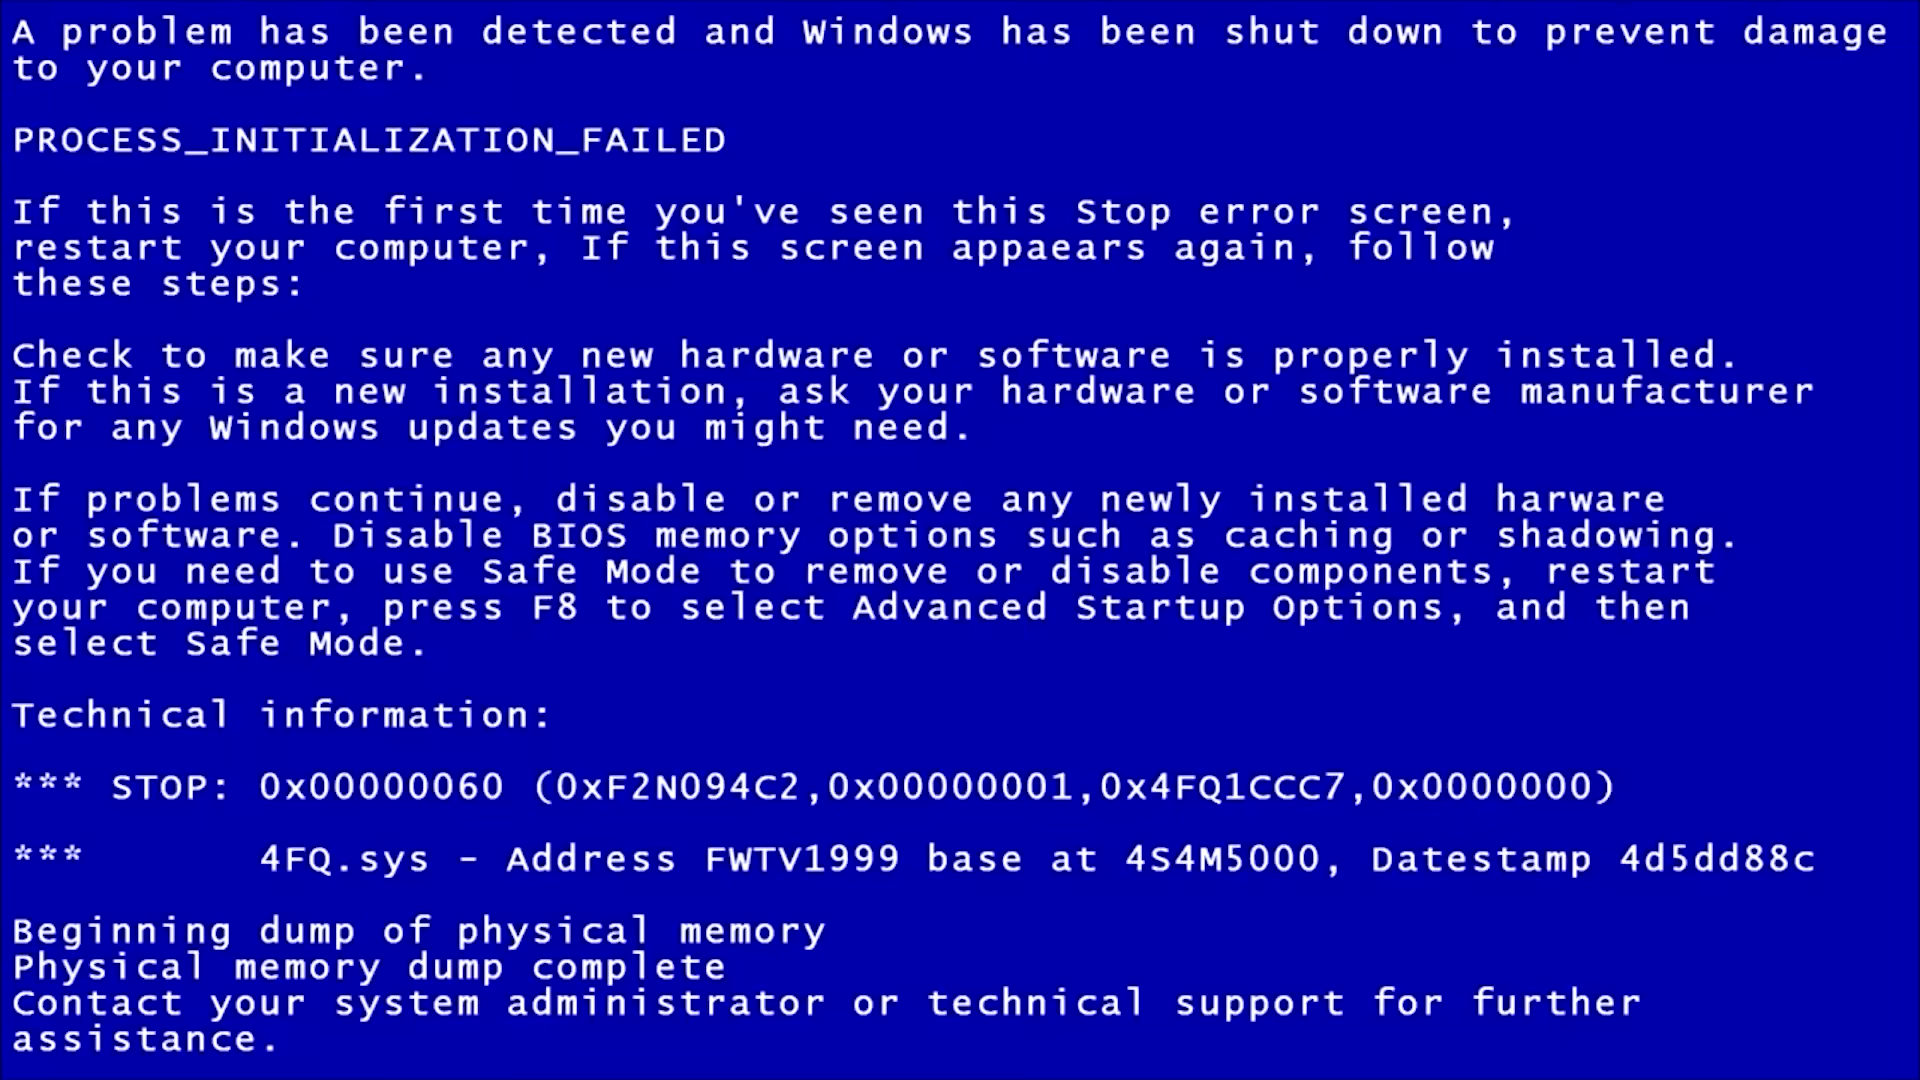 A problem has been detected and Windows has been shut down to prevent damage
to your computer.
PROCESS_INITIALIZATION_FAILED
If this is the first time you've seen this Stop error screen,
restart your computer, If this screen appaears again, follow
these steps:
Check to make sure any new hardware or software is properly installed.
If this is a new installation, ask your hardware or software manufacturer
for any Windows updates you might need.
If problems continue, disable or remove any newly installed harware
or software. Disable BIOS memory options such as caching or shadowing.
If you need to use Safe Mode to remove or disable components, restart
your computer, press F8 to select Advanced Startup Options, and then
select Safe Mode.
Technical information:
*** STOP: 0x00000060 (0xF2N094C2,0x00000001,0x4FQ1CCC7,0x0000000)
***       4FQ.sys - Address FWTV1999 base at 4S4M5000, Datestamp 4d5dd88c
Beginning dump of physical memory
Physical memory dump complete
Contact your system administrator or technical support for further
assistance.